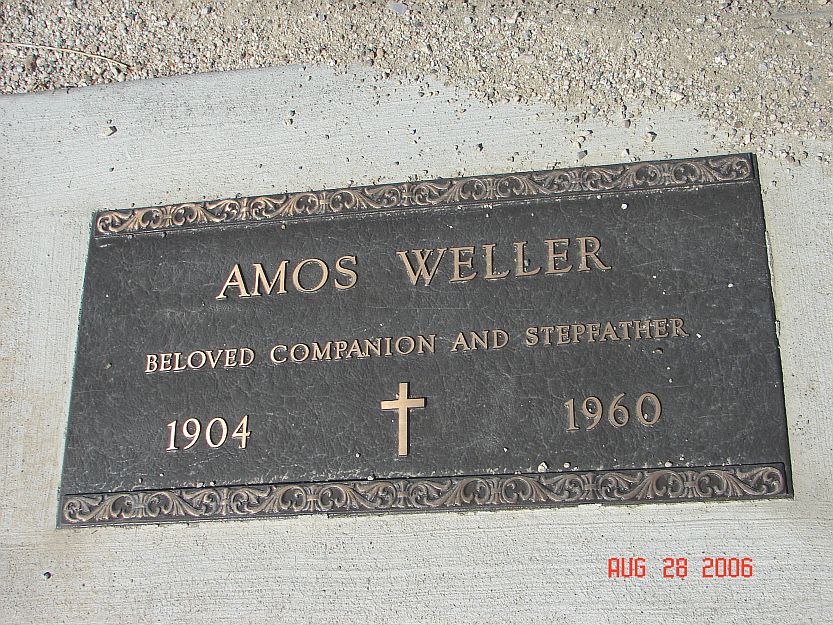 AMOS WELLER
BELOVED COMPANION AND STEPFATHER
1904 1960
AUG 28 2006